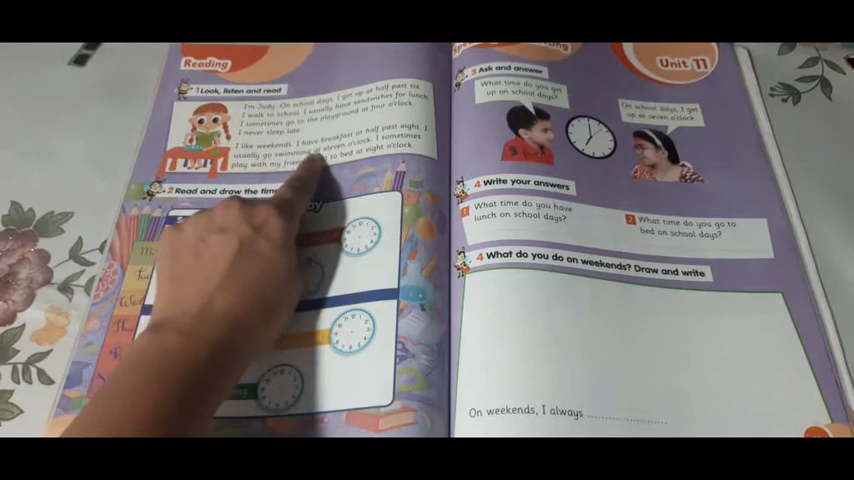 Reading
1 Look, listen and read
I'm Judy. On school days, I get up at half past six.
I walk to school. I usually have sandwiches for lunch.
I sometimes go to the playground at four o'clock.
I never sleep late.
I like weekends. I have breakfast at half past eight. I
usually go swimming at eleven o'clock. I sometimes
play with my to bed at eight o'clock.
2 Read and draw the time
Unit 11
3 Ask and answer
What time do you get
up on school days?
On school days, I get
up at seven o'clock.
4 Write your answers
1 What time do you have
lunch on school days?
2 What time do you go to
bed on school days?
4 What do you do on weekends? Draw and write
On weekends, I always